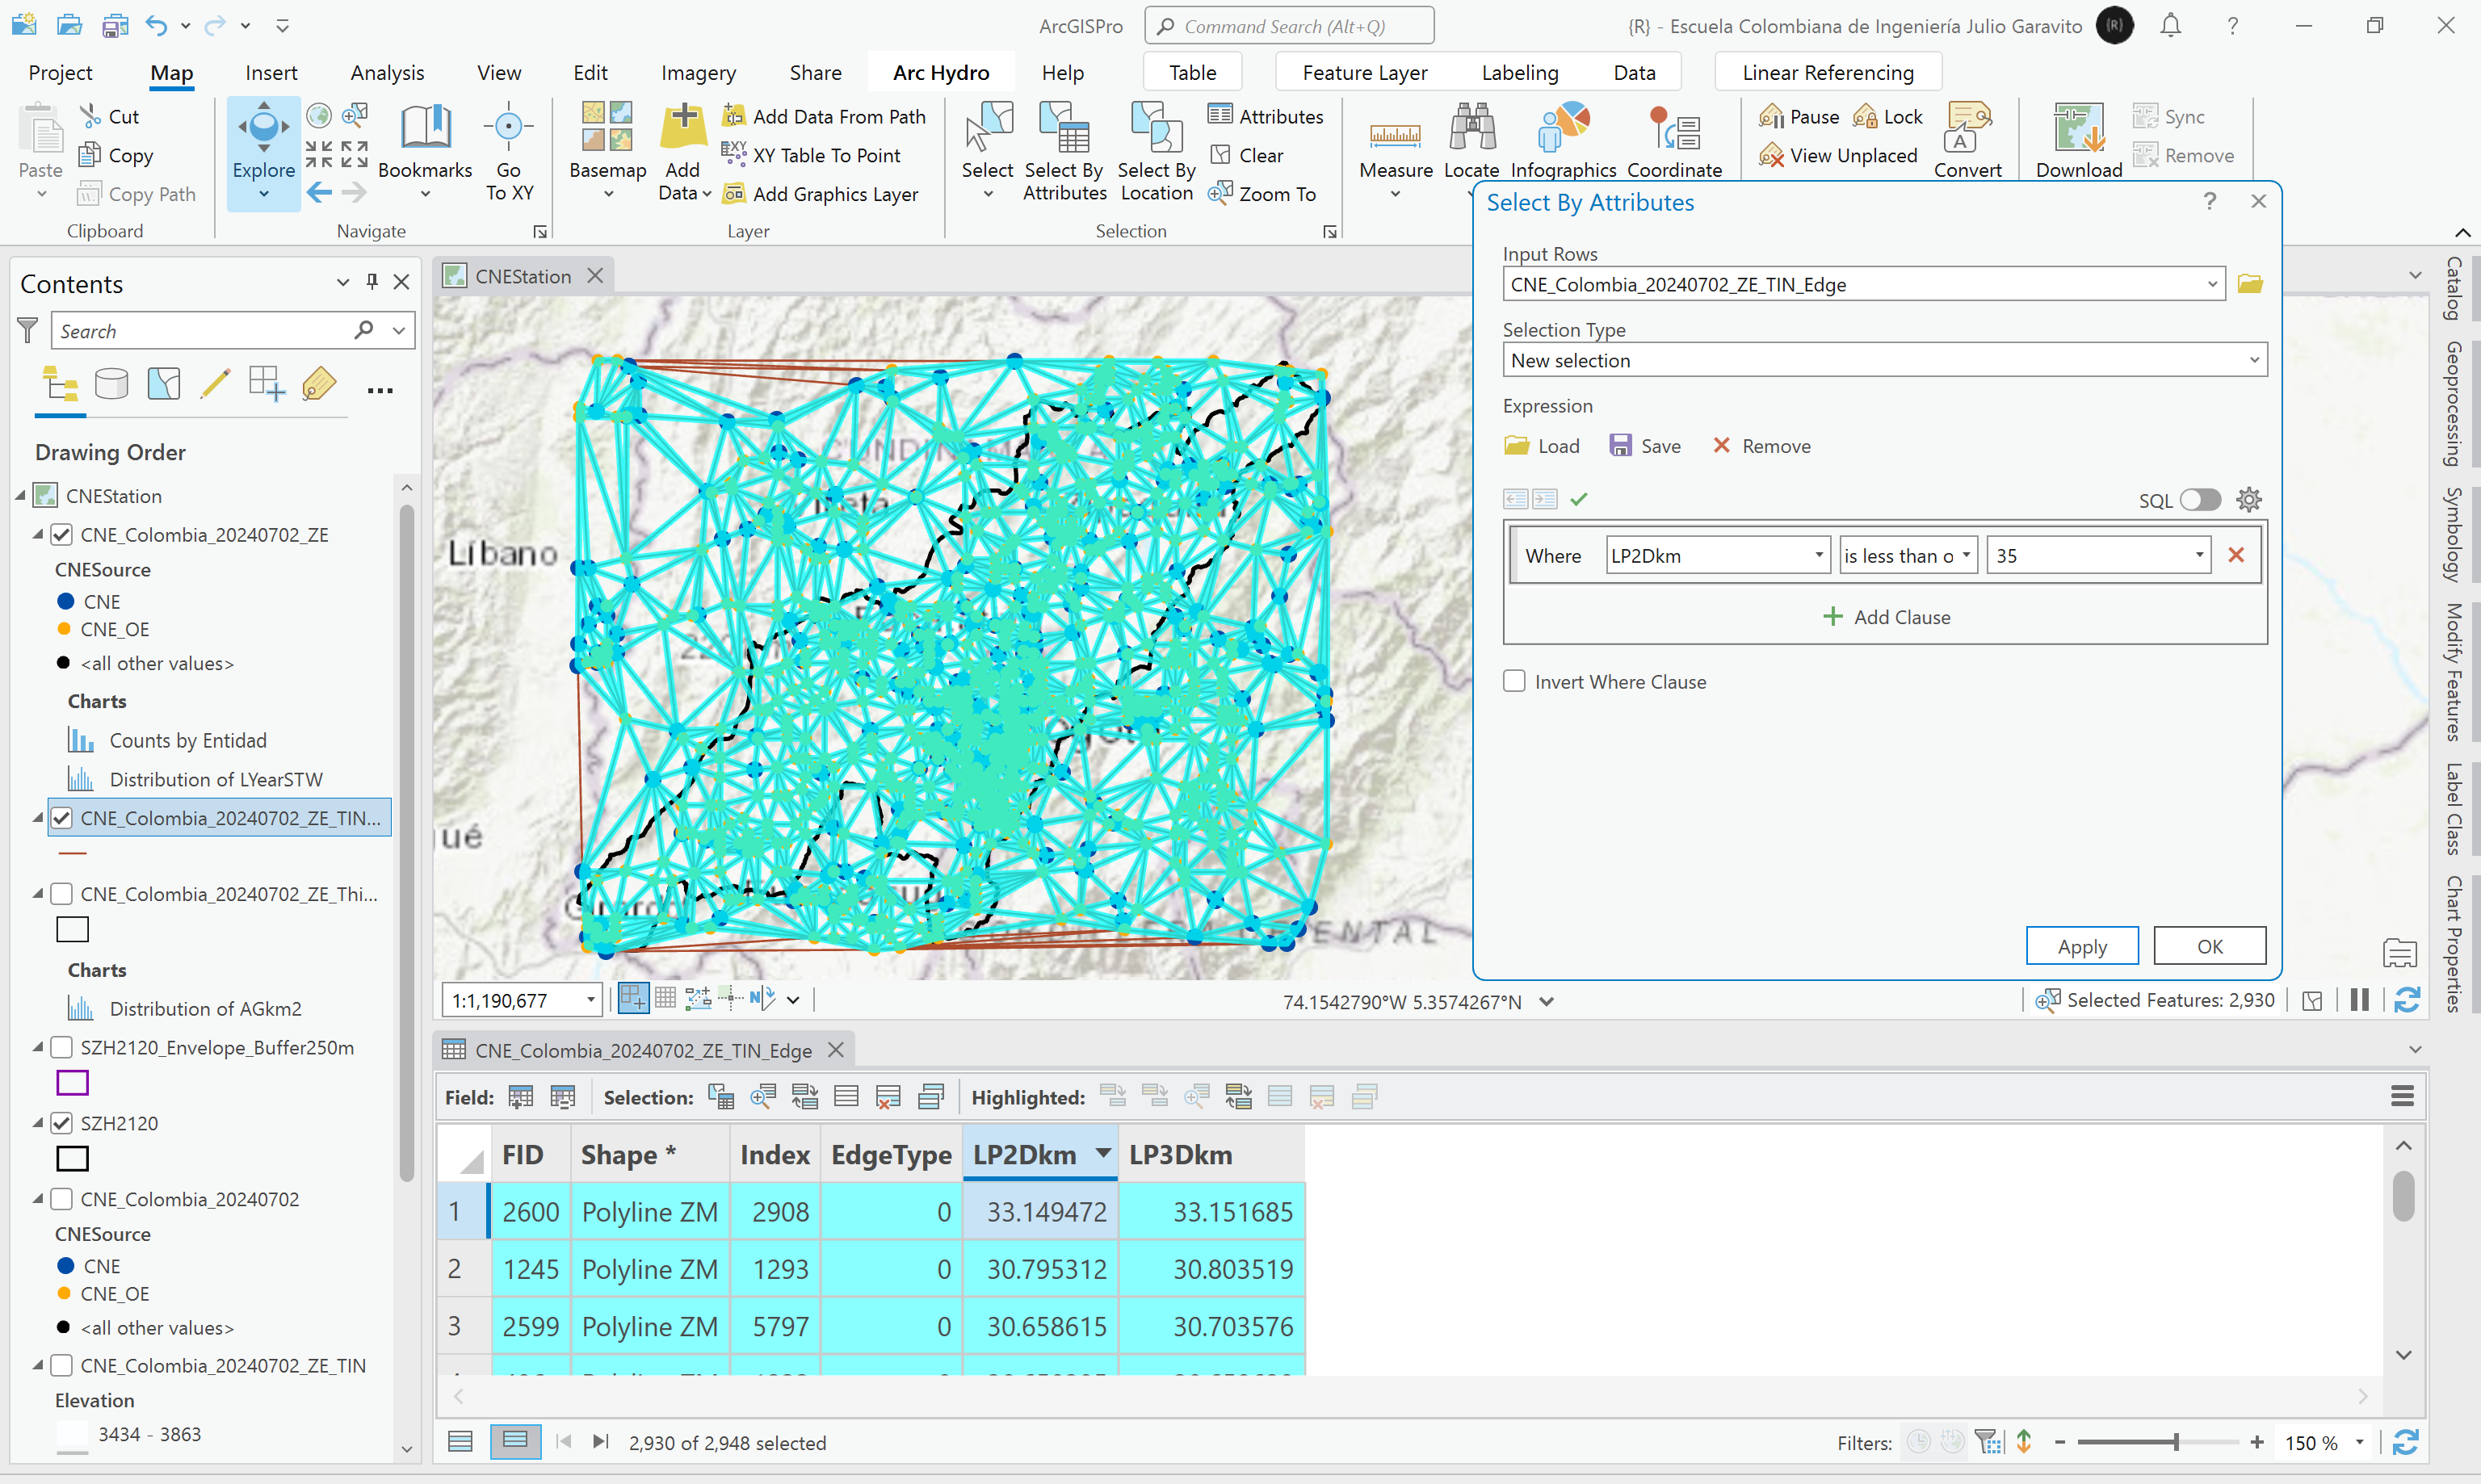 ArcGISPro
Command Search (Alt+Q)
{R} - Escuela Colombiana de Ingeniería Julio Garavito
{R}
Project
Map
Insert
Analysis
View
Edit
Imagery
Share
Arc Hydro
Help
Table
Feature Layer
Labeling
Data
Linear Referencing
Paste
Cut
Copy
Copy Path
Clipboard
Explore
Bookmarks
Go To XY
Navigate
Basemap
Add Data
Add Data From Path
XY Table To Point
Add Graphics Layer
Layer
Select
Select By Attributes
Select By Location
Attributes
Clear
Zoom To
Selection
Measure
Locate
Infographics
Coordinate
Pause
Lock
View Unplaced
Convert
Download
Sync
Remove
Contents
Search
Drawing Order
CNEStation
CNE_Colombia_20240702_ZE
CNESource
CNE
CNE_OE
<all other values>
Charts
Counts by Entidad
Distribution of LYearSTW
CNE_Colombia_20240702_ZE_TIN...
CNE_Colombia_20240702_ZE_Thi...
Charts
Distribution of AGkm2
SZH2120_Envelope_Buffer250m
SZH2120
CNE_Colombia_20240702
CNESource
CNE
CNE_OE
<all other values>
CNE_Colombia_20240702_ZE_TIN
Elevation
3434 - 3863
CNEStation
Líbano
1:1,190,677
74.1542790°W 5.3574267°N
Selected Features: 2,930
Select By Attributes
Input Rows
CNE_Colombia_20240702_ZE_TIN_Edge
Selection Type
New selection
Expression
Load
Save
Remove
SQL
Where
LP2Dkm
is less than o
35
Add Clause
Invert Where Clause
Apply
OK
Catalog
Geoprocessing
Symbology
Modify Features
Label Class
Chart Properties
CNE_Colombia_20240702_ZE_TIN_Edge
Field:
Selection:
Highlighted:
FID Shape * Index EdgeType LP2Dkm LP3Dkm
1 2600 Polyline ZM 2908 0 33.149472 33.151685
2 1245 Polyline ZM 1293 0 30.795312 30.803519
3 2599 Polyline ZM 5797 0 30.658615 30.703576
2,930 of 2,948 selected
Filters:
150 %